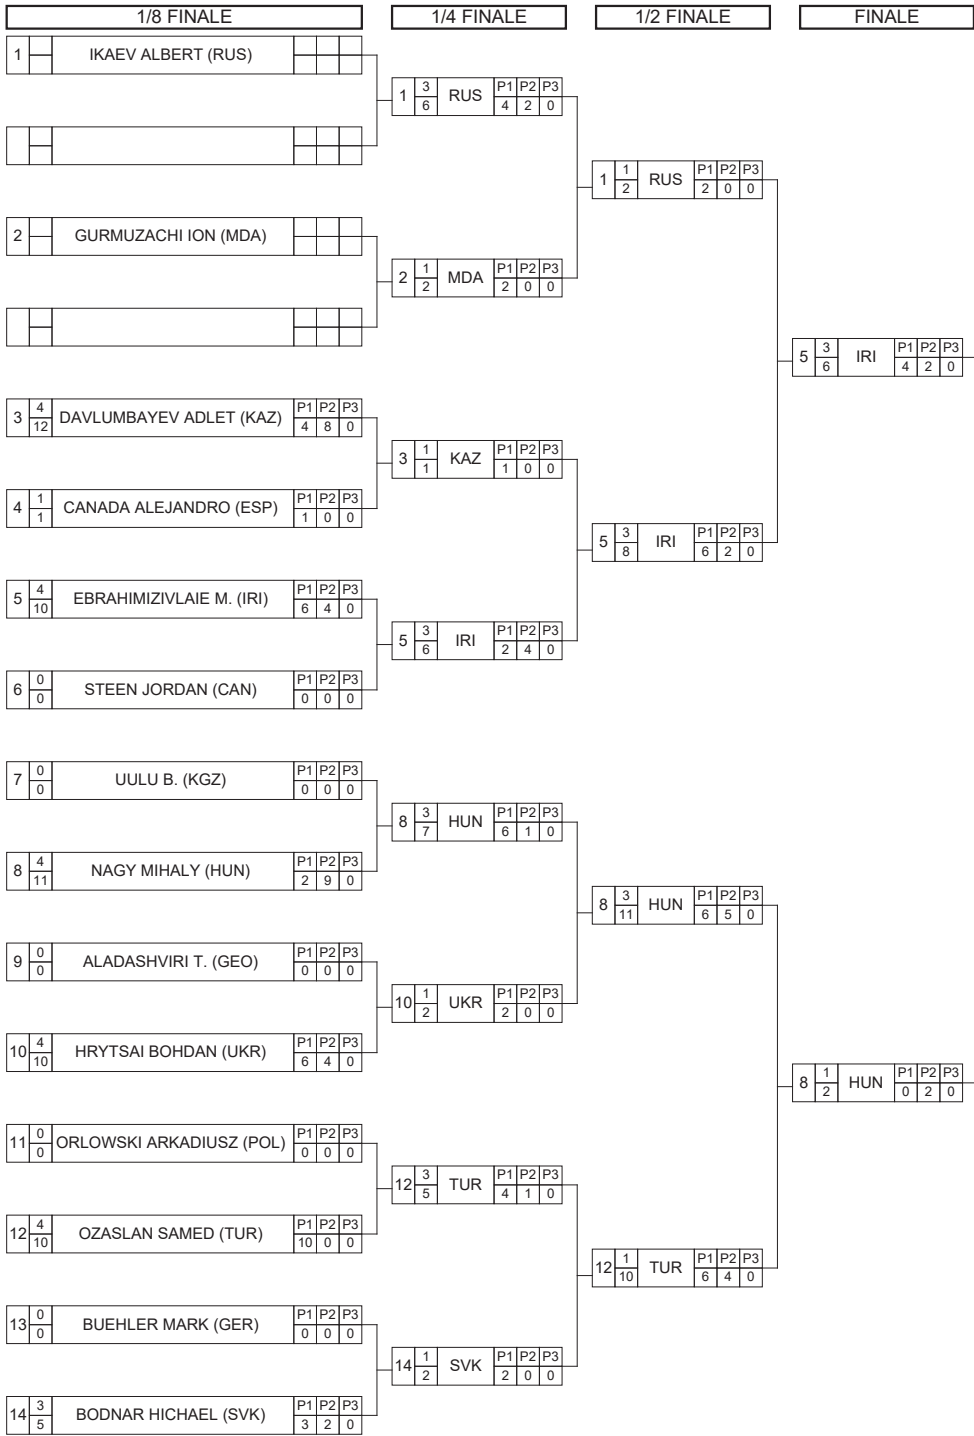 1/8 FINALE 1/4 FINALE 1/2 FINALE FINALE
1 IKAEV ALBERT (RUS)
1 3 6 RUS P1 P2 P3 4 2 0
1 1 2 RUS P1 P2 P3 2 0 0
2 GURMUZACHI ION (MDA)
2 1 2 MDA P1 P2 P3 2 0 0
5 3 6 IRI P1 P2 P3 4 2 0
3 4 12 DAVLUMBAYEV ADLET (KAZ) P1 P2 P3 4 8 0
3 1 1 KAZ P1 P2 P3 1 0 0
4 1 1 CANADA ALEJANDRO (ESP) P1 P2 P3 1 0 0
5 3 8 IRI P1 P2 P3 6 2 0
5 4 10 EBRAHIMIZIVLAIE M. (IRI) P1 P2 P3 6 4 0
5 3 6 IRI P1 P2 P3 2 4 0
6 0 0 STEEN JORDAN (CAN) P1 P2 P3 0 0 0
7 0 0 UULU B. (KGZ) P1 P2 P3 0 0 0
8 3 7 HUN P1 P2 P3 6 1 0
8 4 11 NAGY MIHALY (HUN) P1 P2 P3 2 9 0
8 3 11 HUN P1 P2 P3 6 5 0
9 0 0 ALADASHVIRI T. (GEO) P1 P2 P3 0 0 0
10 1 2 UKR P1 P2 P3 2 0 0
10 4 10 HRYTSAI BOHDAN (UKR) P1 P2 P3 6 4 0
8 1 2 HUN P1 P2 P3 0 2 0
11 0 0 ORLOWSKI ARKADIUSZ (POL) P1 P2 P3 0 0 0
12 3 5 TUR P1 P2 P3 4 1 0
12 4 10 OZASLAN SAMED (TUR) P1 P2 P3 10 0 0
12 1 10 TUR P1 P2 P3 6 4 0
13 0 0 BUEHLER MARK (GER) P1 P2 P3 0 0 0
14 1 2 SVK P1 P2 P3 2 0 0
14 3 5 BODNAR HICHAEL (SVK) P1 P2 P3 3 2 0